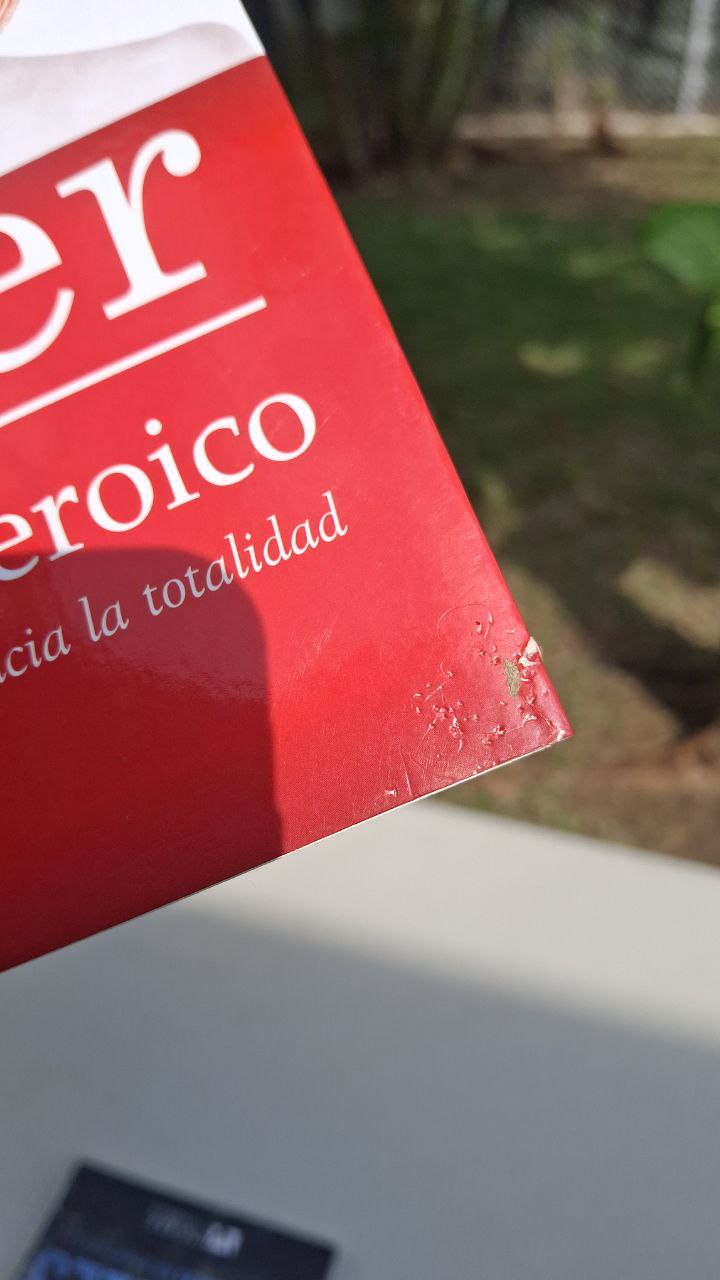 er
eroico
acia la totalidad